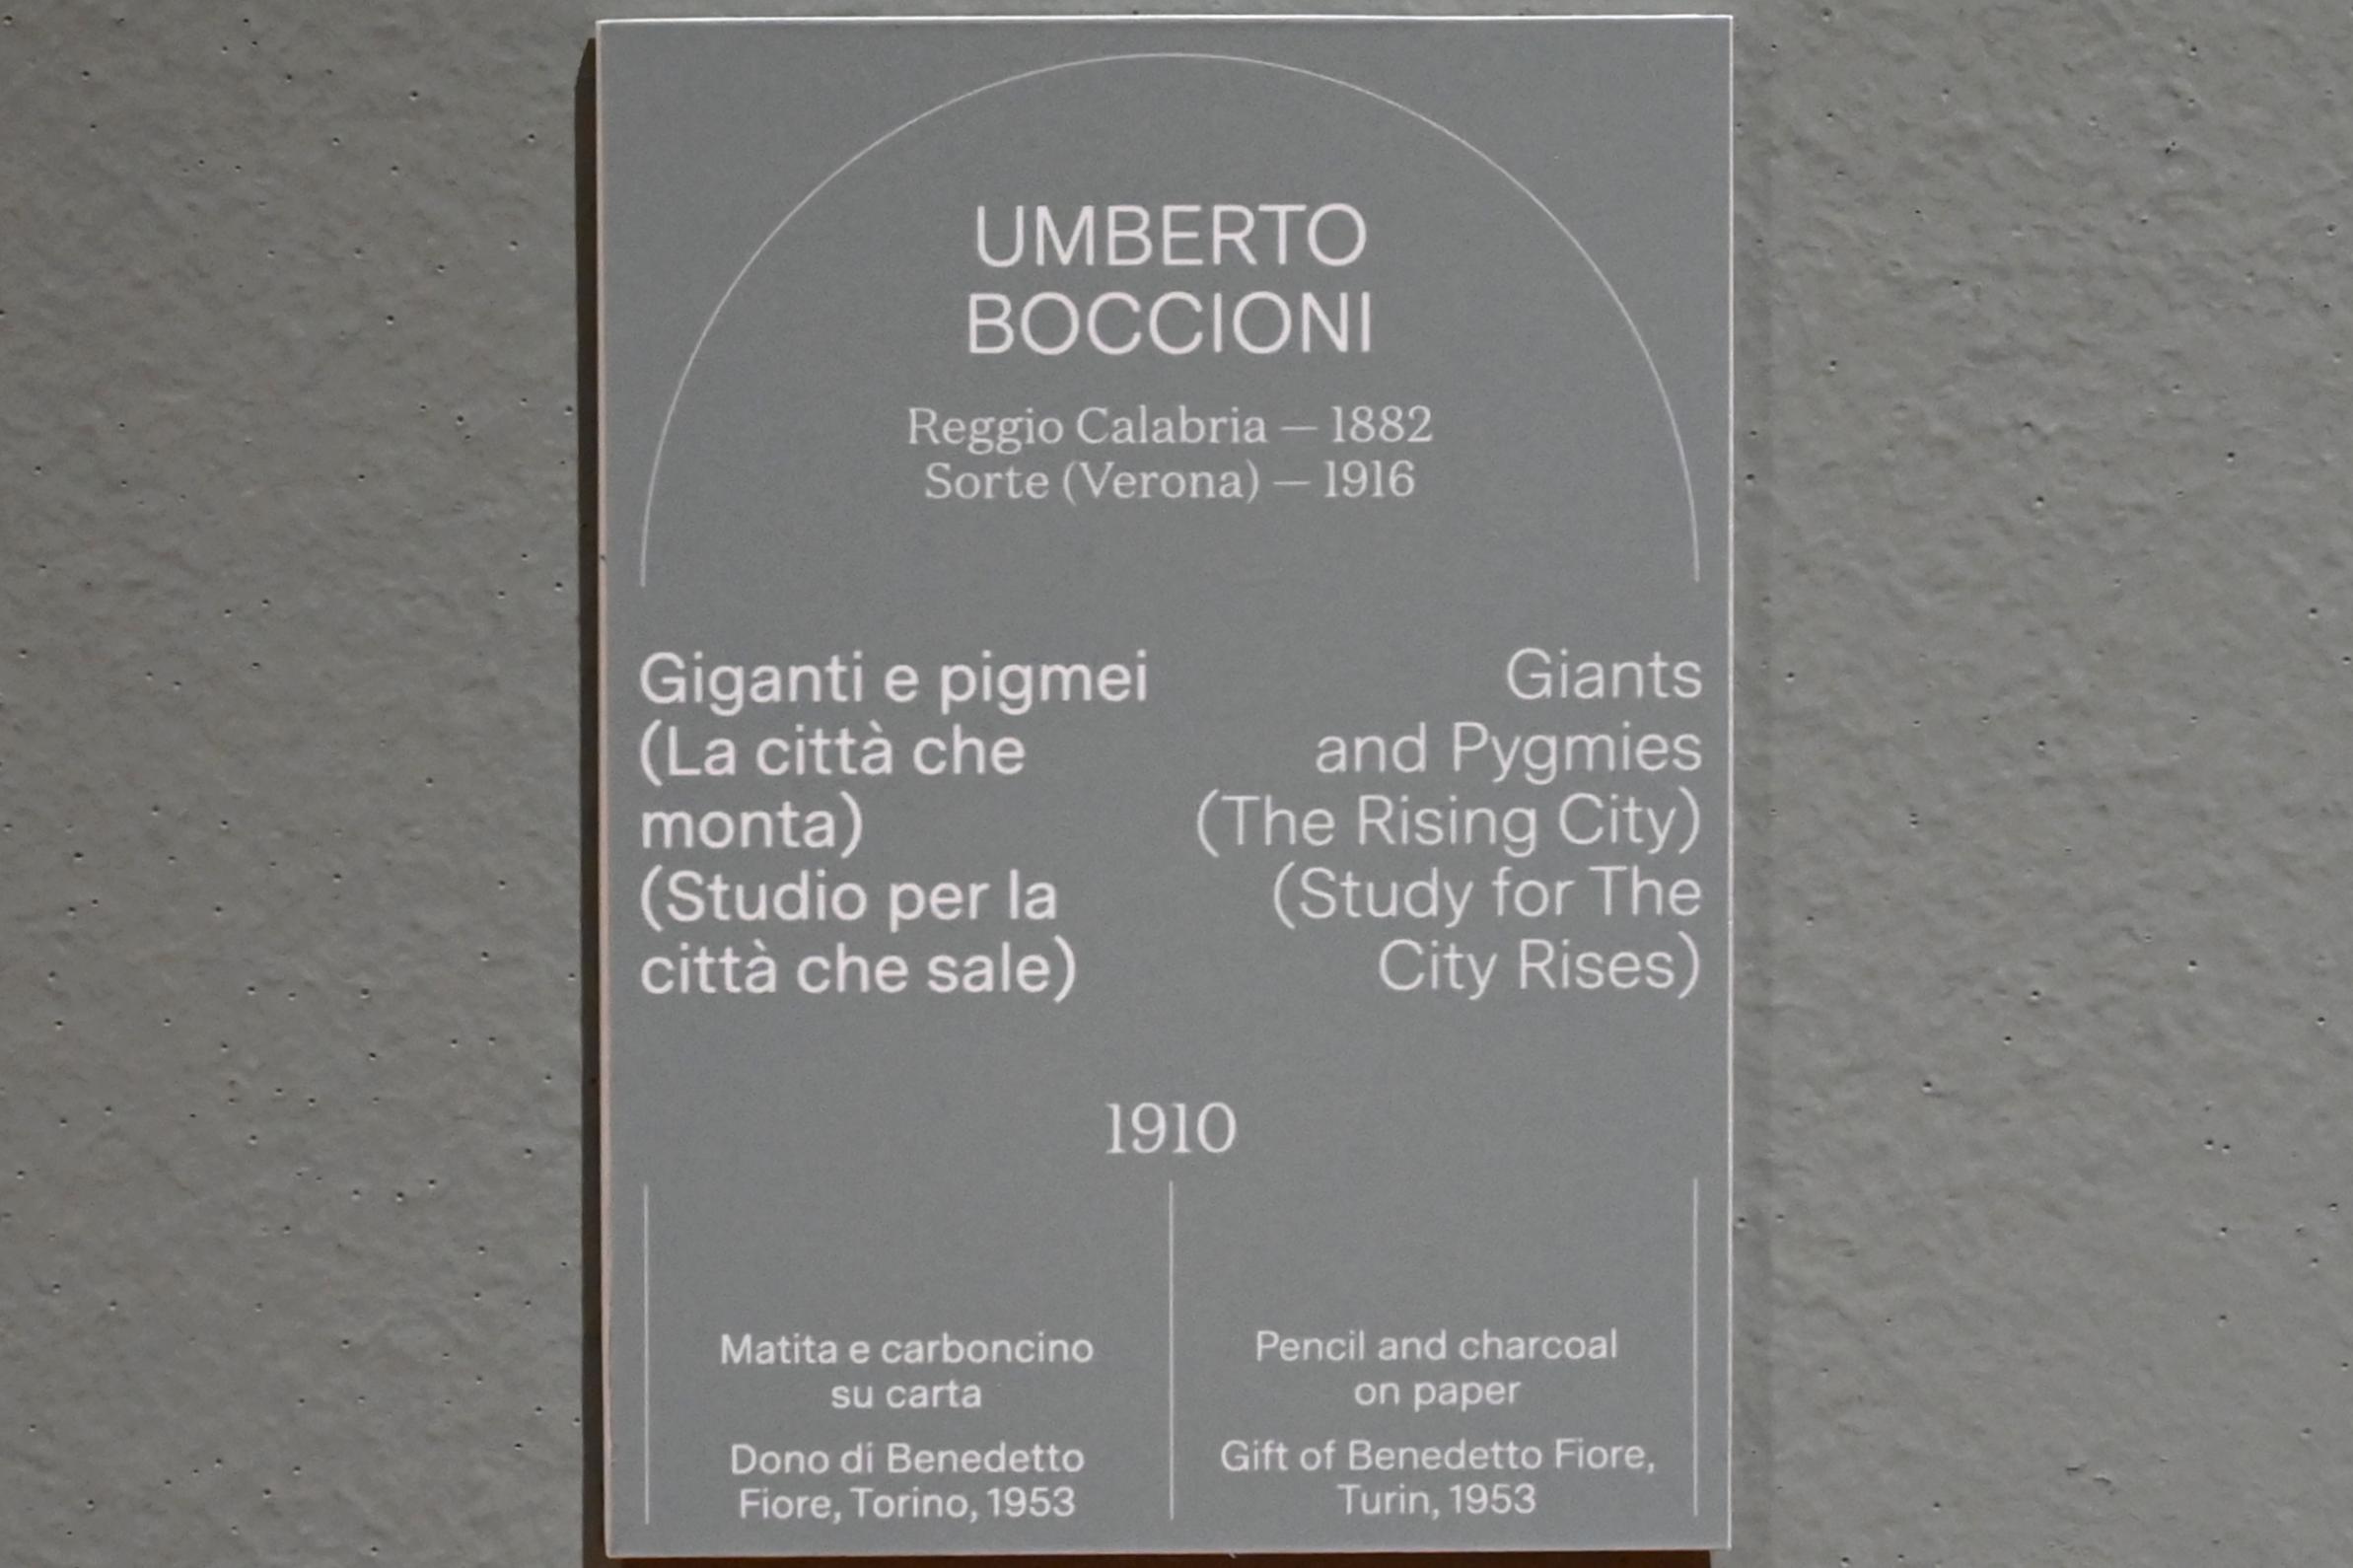 UMBERTO
BOCCIONI
Reggio Calabria — 1882
Sorte (Verona) — 1916
Giganti e pigmei
(La città che
monta)
(Studio per la
città che sale)
Giants
and Pygmies
(The Rising City)
(Study for The
City Rises)
1910
Matita e carboncino
su carta
Dono di Benedetto
Fiore, Torino, 1953
Pencil and charcoal
on paper
Gift of Benedetto Fiore,
Turin, 1953